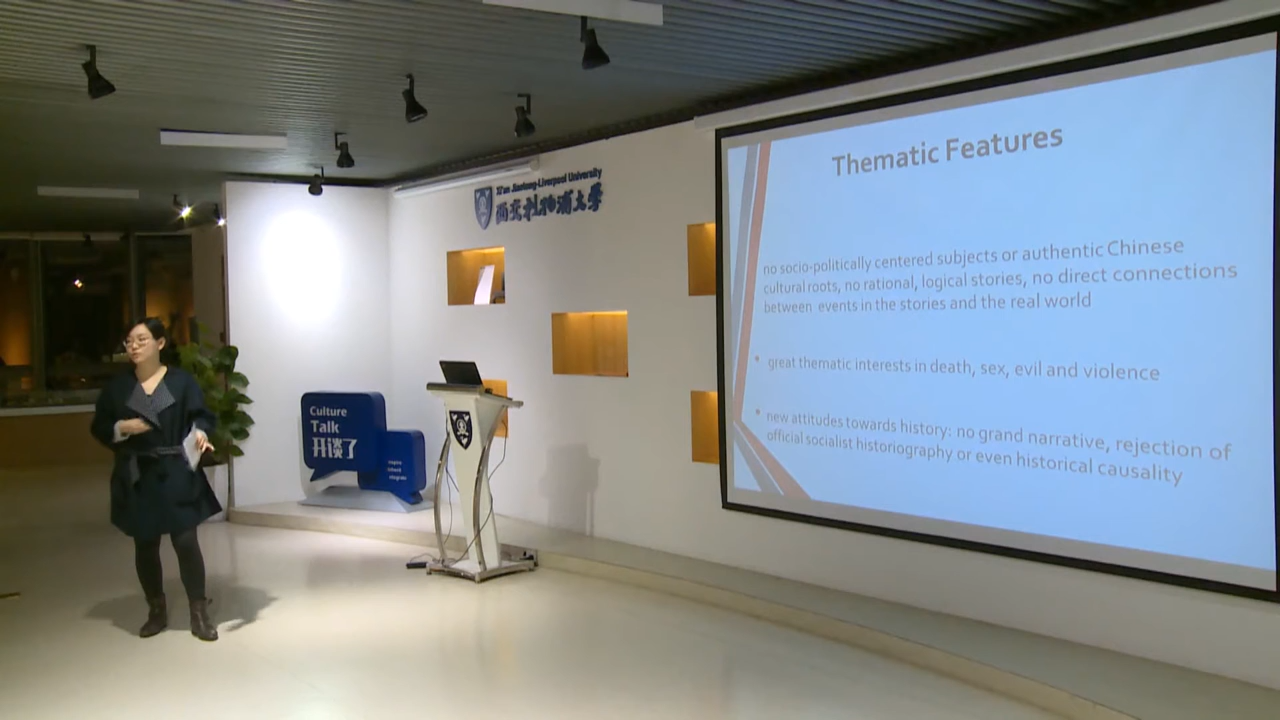 Xi'an Jiaotong-Liverpool University
西交利物浦大学
Culture
Talk
开谈了
inspire
inherit
integrate
Thematic Features
no socio-politically centered subjects or authentic Chinese
cultural roots, no rational, logical stories, no direct connections
between events in the stories and the real world
• great thematic interests in death, sex, evil and violence
• new attitudes towards history: no grand narrative, rejection of
official socialist historiography or even historical causality